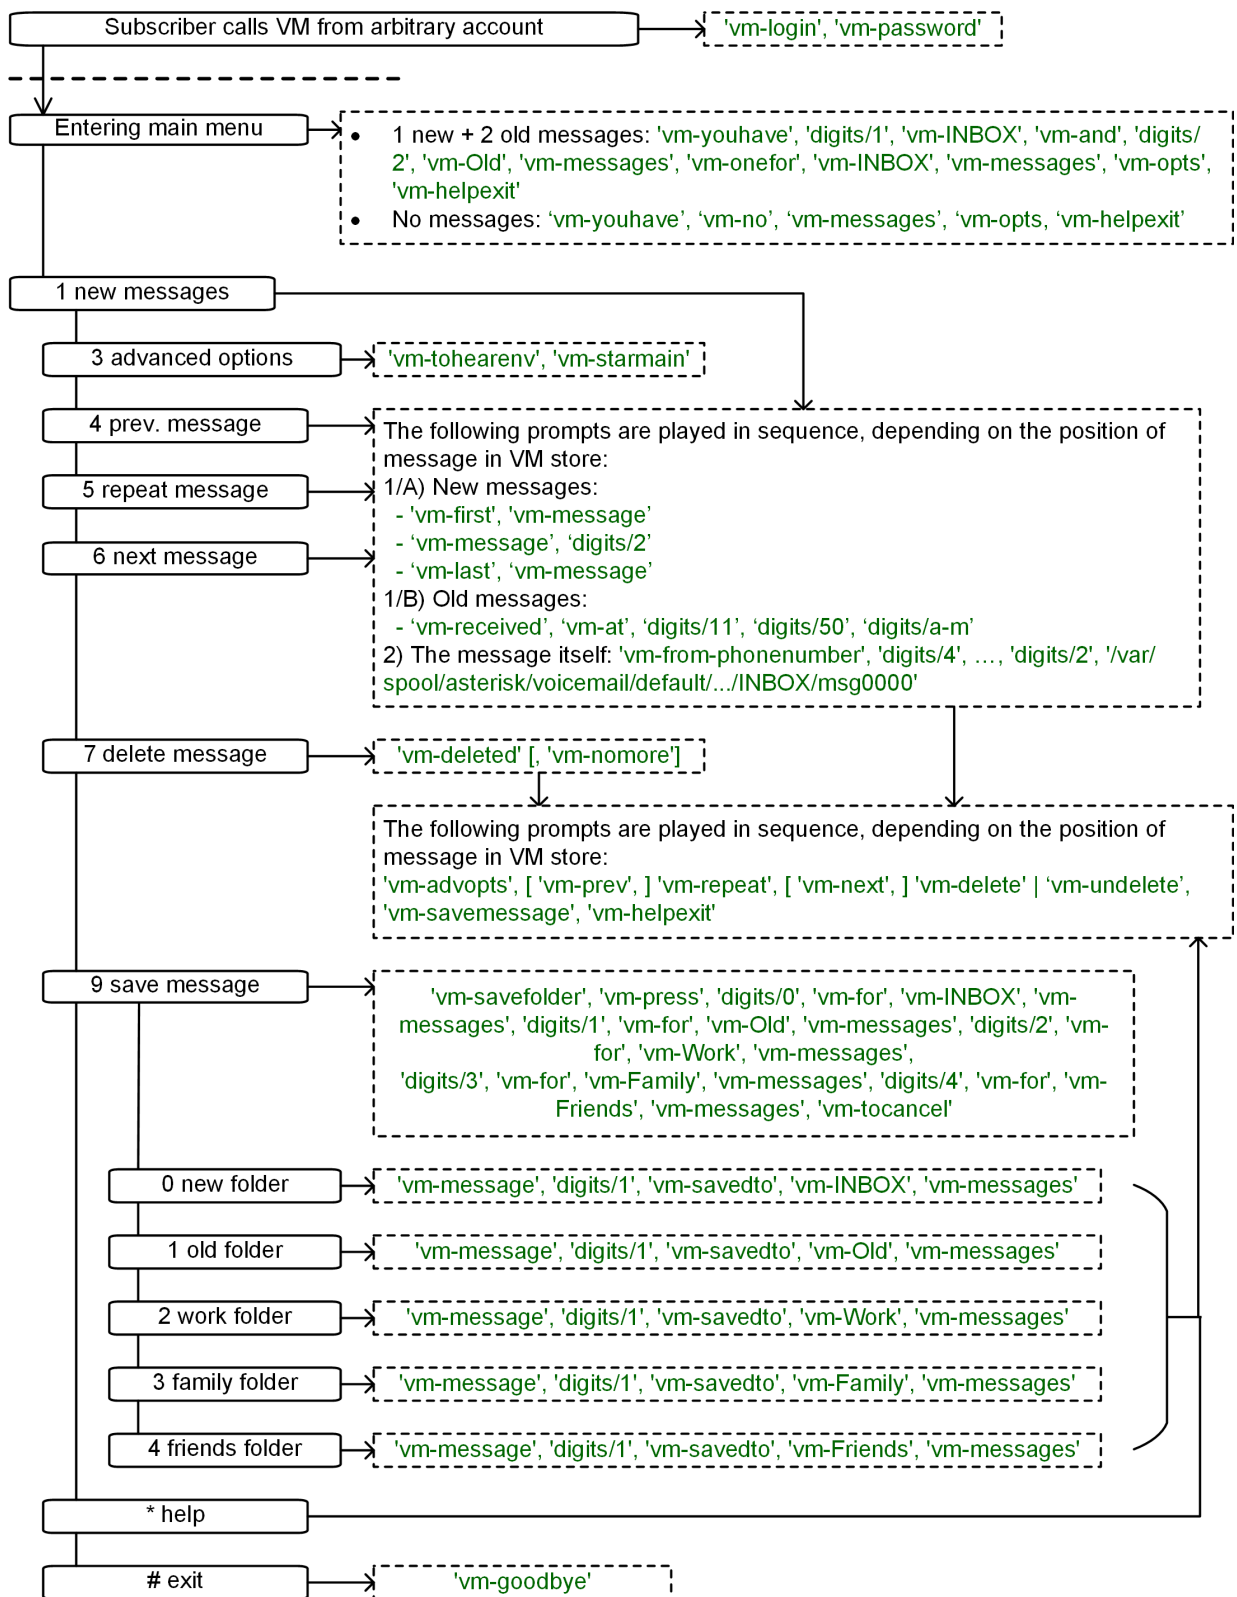 Subscriber calls VM from arbitrary account
'vm-login', 'vm-password'
Entering main menu
• 1 new + 2 old messages: 'vm-youhave', 'digits/1', 'vm-INBOX', 'vm-and', 'digits/
2', 'vm-Old', 'vm-messages', 'vm-onefor', 'vm-INBOX', 'vm-messages', 'vm-opts',
'vm-helpexit'
• No messages: ‘vm-youhave’, ‘vm-no’, ‘vm-messages’, ‘vm-opts, ‘vm-helpexit’
1 new messages
3 advanced options
'vm-tohearenv', 'vm-starmain'
4 prev. message
5 repeat message
6 next message
The following prompts are played in sequence, depending on the position of
message in VM store:
1/A) New messages:
- 'vm-first', 'vm-message’
- ‘vm-message’, ‘digits/2’
- ‘vm-last’, ‘vm-message’
1/B) Old messages:
- ‘vm-received’, ‘vm-at’, ‘digits/11’, ‘digits/50’, ‘digits/a-m’
2) The message itself: 'vm-from-phonenumber', 'digits/4', …, 'digits/2', '/var/
spool/asterisk/voicemail/default/.../INBOX/msg0000'
7 delete message
'vm-deleted' [, 'vm-nomore']
The following prompts are played in sequence, depending on the position of
message in VM store:
'vm-advopts', [ 'vm-prev', ] 'vm-repeat', [ 'vm-next', ] 'vm-delete' | ‘vm-undelete’,
'vm-savemessage', 'vm-helpexit'
9 save message
'vm-savefolder', 'vm-press', 'digits/0', 'vm-for', 'vm-INBOX', 'vm-
messages', 'digits/1', 'vm-for', 'vm-Old', 'vm-messages', 'digits/2', 'vm-
for', 'vm-Work', 'vm-messages',
'digits/3', 'vm-for', 'vm-Family', 'vm-messages', 'digits/4', 'vm-for', 'vm-
Friends', 'vm-messages', 'vm-tocancel'
0 new folder
'vm-message', 'digits/1', 'vm-savedto', 'vm-INBOX', 'vm-messages'
1 old folder
'vm-message', 'digits/1', 'vm-savedto', 'vm-Old', 'vm-messages'
2 work folder
'vm-message', 'digits/1', 'vm-savedto', 'vm-Work', 'vm-messages'
3 family folder
'vm-message', 'digits/1', 'vm-savedto', 'vm-Family', 'vm-messages'
4 friends folder
'vm-message', 'digits/1', 'vm-savedto', 'vm-Friends', 'vm-messages'
* help
# exit
'vm-goodbye'